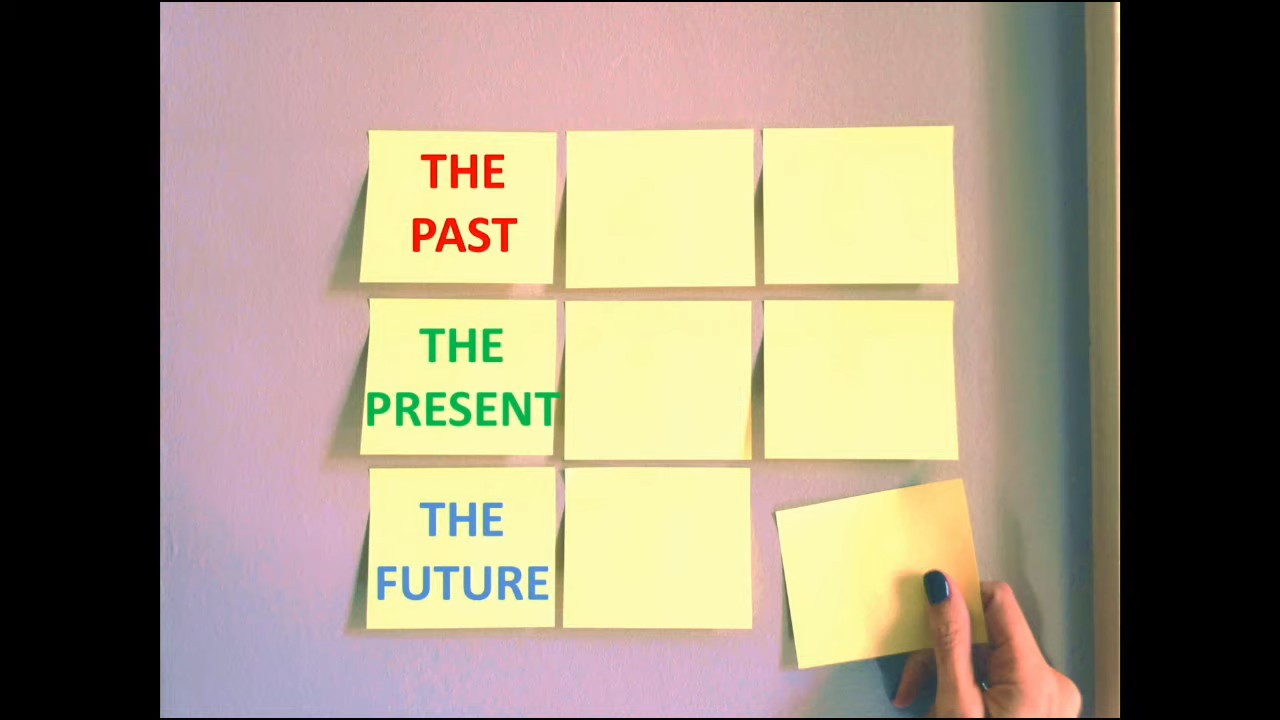 THE
PAST
THE
PRESENT
THE
FUTURE